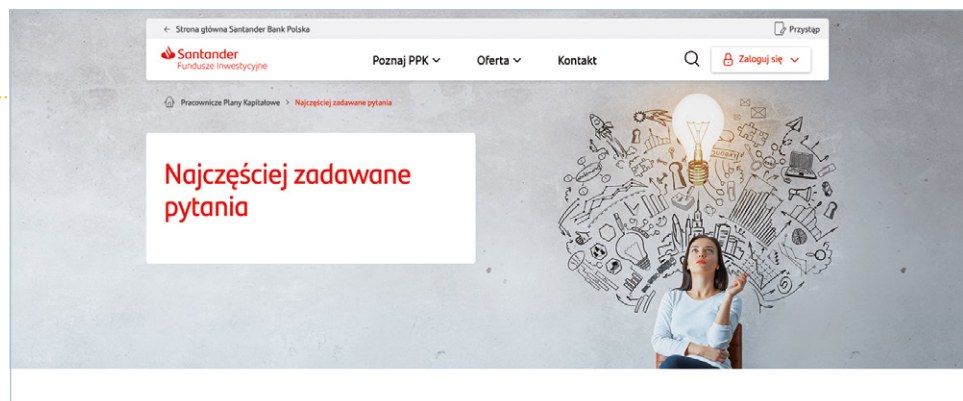 ← Strona główna Santander Bank Polska
Przystąp
Santander
Fundusze Inwestycyjne
Poznaj PPK
Oferta
Kontakt
Zaloguj się
Pracownicze Plany Kapitałowe > Najczęściej zadawane pytania
Najczęściej zadawane
pytania